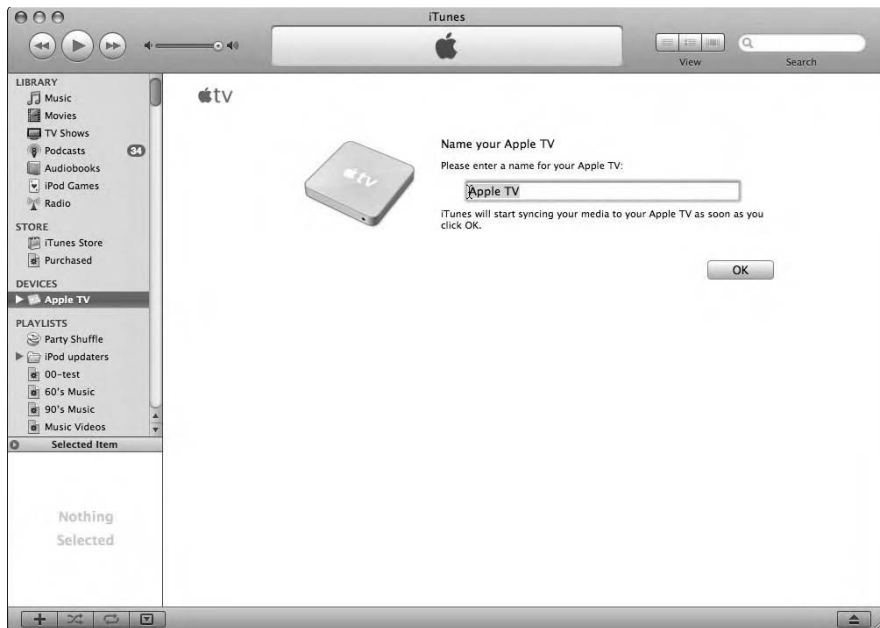 iTunes
View
Search
LIBRARY
Music
Movies
TV Shows
Podcasts
34
Audiobooks
iPod Games
Radio
STORE
iTunes Store
Purchased
DEVICES
Apple TV
PLAYLISTS
Party Shuffle
iPod updaters
00-test
60's Music
90's Music
Music Videos
Selected Item
Nothing
Selected
tv
tv
Name your Apple TV
Please enter a name for your Apple TV:
Apple TV
iTunes will start syncing your media to your Apple TV as soon as you
click OK.
OK